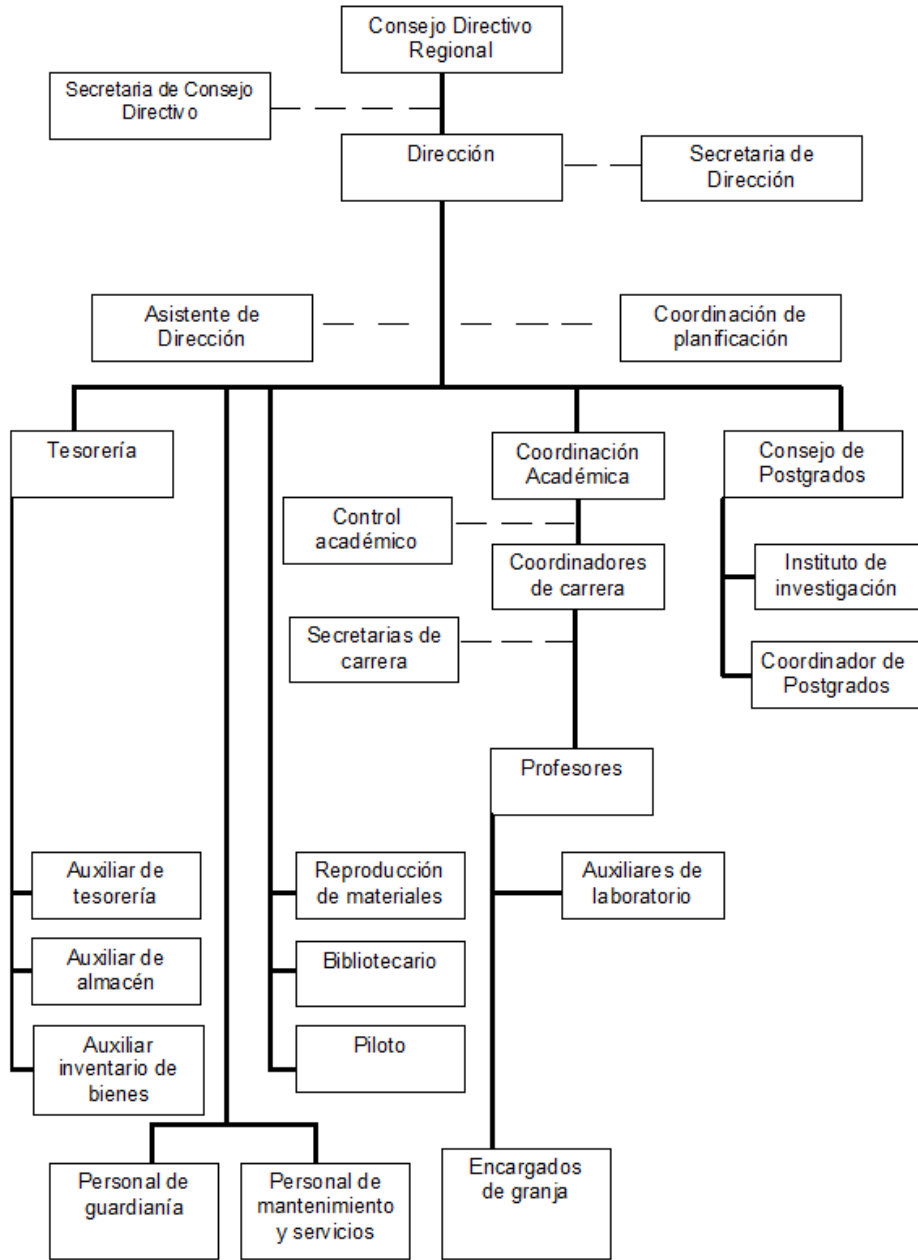 Consejo Directivo
Regional
Secretaria de Consejo
Directivo
Dirección
Secretaria de
Dirección
Asistente de
Dirección
Coordinación de
planificación
Tesorería
Coordinación
Académica
Consejo de
Postgrados
Control
académico
Coordinadores
de carrera
Instituto de
investigación
Secretarias de
carrera
Coordinador de
Postgrados
Profesores
Auxiliar de
tesorería
Reproducción
de materiales
Auxiliares de
laboratorio
Auxiliar de
almacén
Bibliotecario
Auxiliar
inventario de
bienes
Piloto
Personal de
guardianía
Personal de
mantenimiento
y servicios
Encargados
de granja